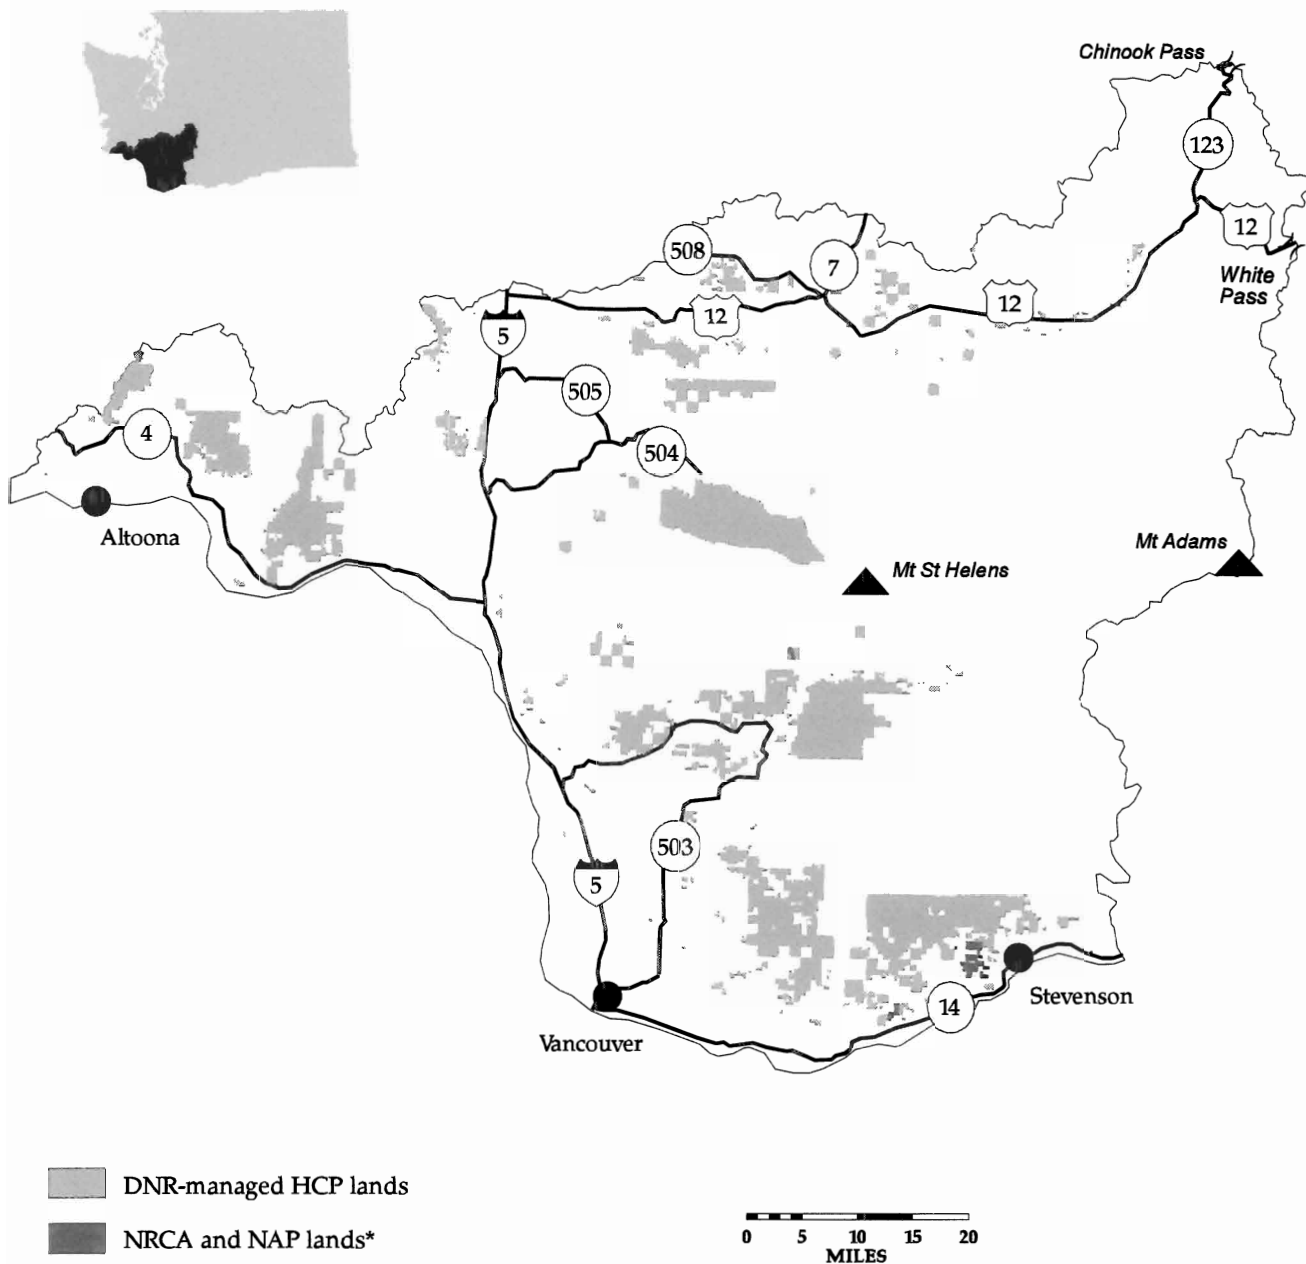 Chinook Pass
123
12
508
7
White
Pass
12
12
5
505
4
504
Altoona
Mt Adams
Mt St Helens
503
5
Stevenson
14
Vancouver
DNR-managed HCP lands
NRCA and NAP lands*
0 5 10 15 20
MILES